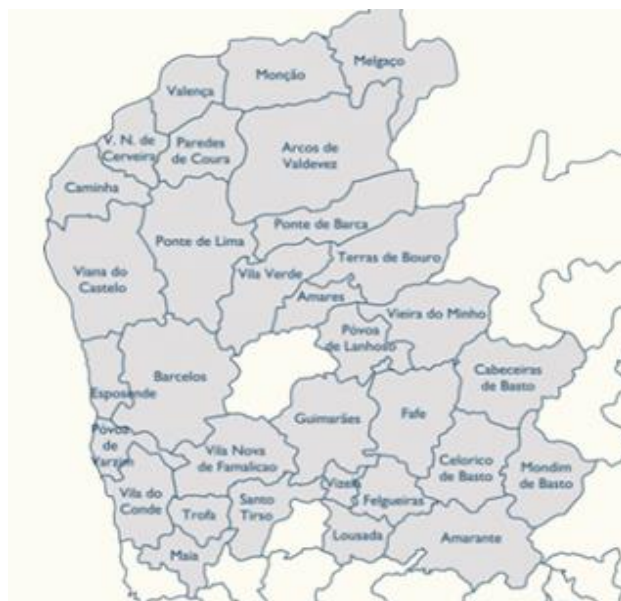 Melgaço
Monção
Valença
V. N. de
Cerveira
Paredes
de Coura
Arcos de
Valdevez
Caminha
Ponte de Barca
Ponte de Lima
Terras de Bouro
Viana do
Castelo
Vila Verde
Amares
Vieira do Minho
Póvoa
de Lanhoso
Barcelos
Cabeceiras
de Basto
Esposende
Guimarães
Fafe
Póvoa
de
Varzim
Vila Nova
de Famalicao
Celorico
de Basto
Mondim
de Basto
Vila do
Conde
Trofa
Santo
Tirso
Vizela
Felgueiras
Lousada
Amarante
Maia